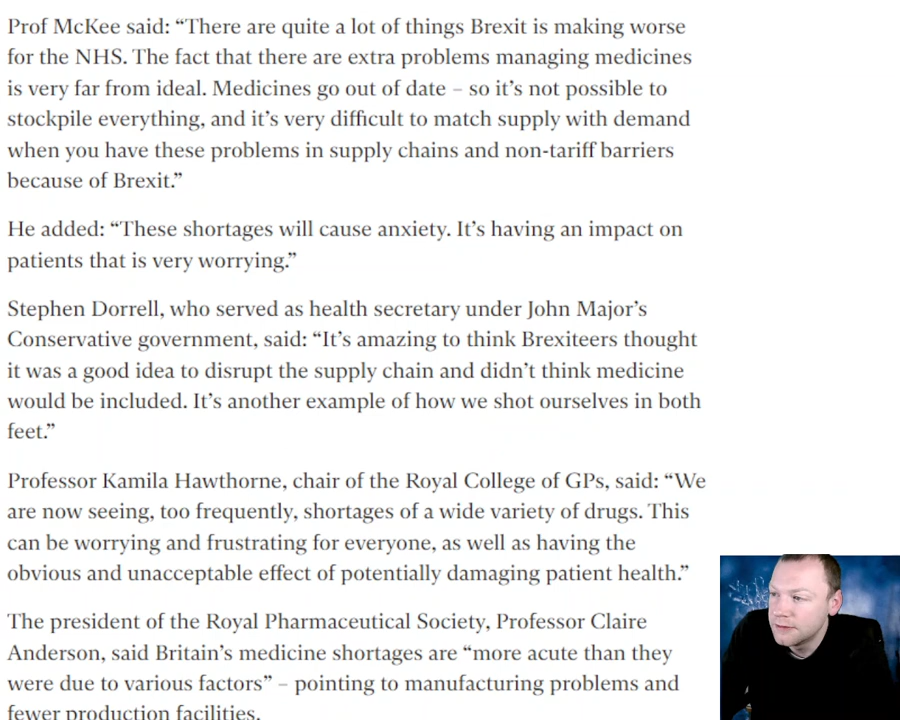 Prof McKee said: “There are quite a lot of things Brexit is making worse
for the NHS. The fact that there are extra problems managing medicines
is very far from ideal. Medicines go out of date – so it’s not possible to
stockpile everything, and it’s very difficult to match supply with demand
when you have these problems in supply chains and non-tariff barriers
because of Brexit.”
He added: “These shortages will cause anxiety. It’s having an impact on
patients that is very worrying.”
Stephen Dorrell, who served as health secretary under John Major’s
Conservative government, said: “It’s amazing to think Brexiteers thought
it was a good idea to disrupt the supply chain and didn’t think medicine
would be included. It’s another example of how we shot ourselves in both
feet.”
Professor Kamila Hawthorne, chair of the Royal College of GPs, said: “We
are now seeing, too frequently, shortages of a wide variety of drugs. This
can be worrying and frustrating for everyone, as well as having the
obvious and unacceptable effect of potentially damaging patient health.”
The president of the Royal Pharmaceutical Society, Professor Claire
Anderson, said Britain’s medicine shortages are “more acute than they
were due to various factors” – pointing to manufacturing problems and
fewer production facilities.